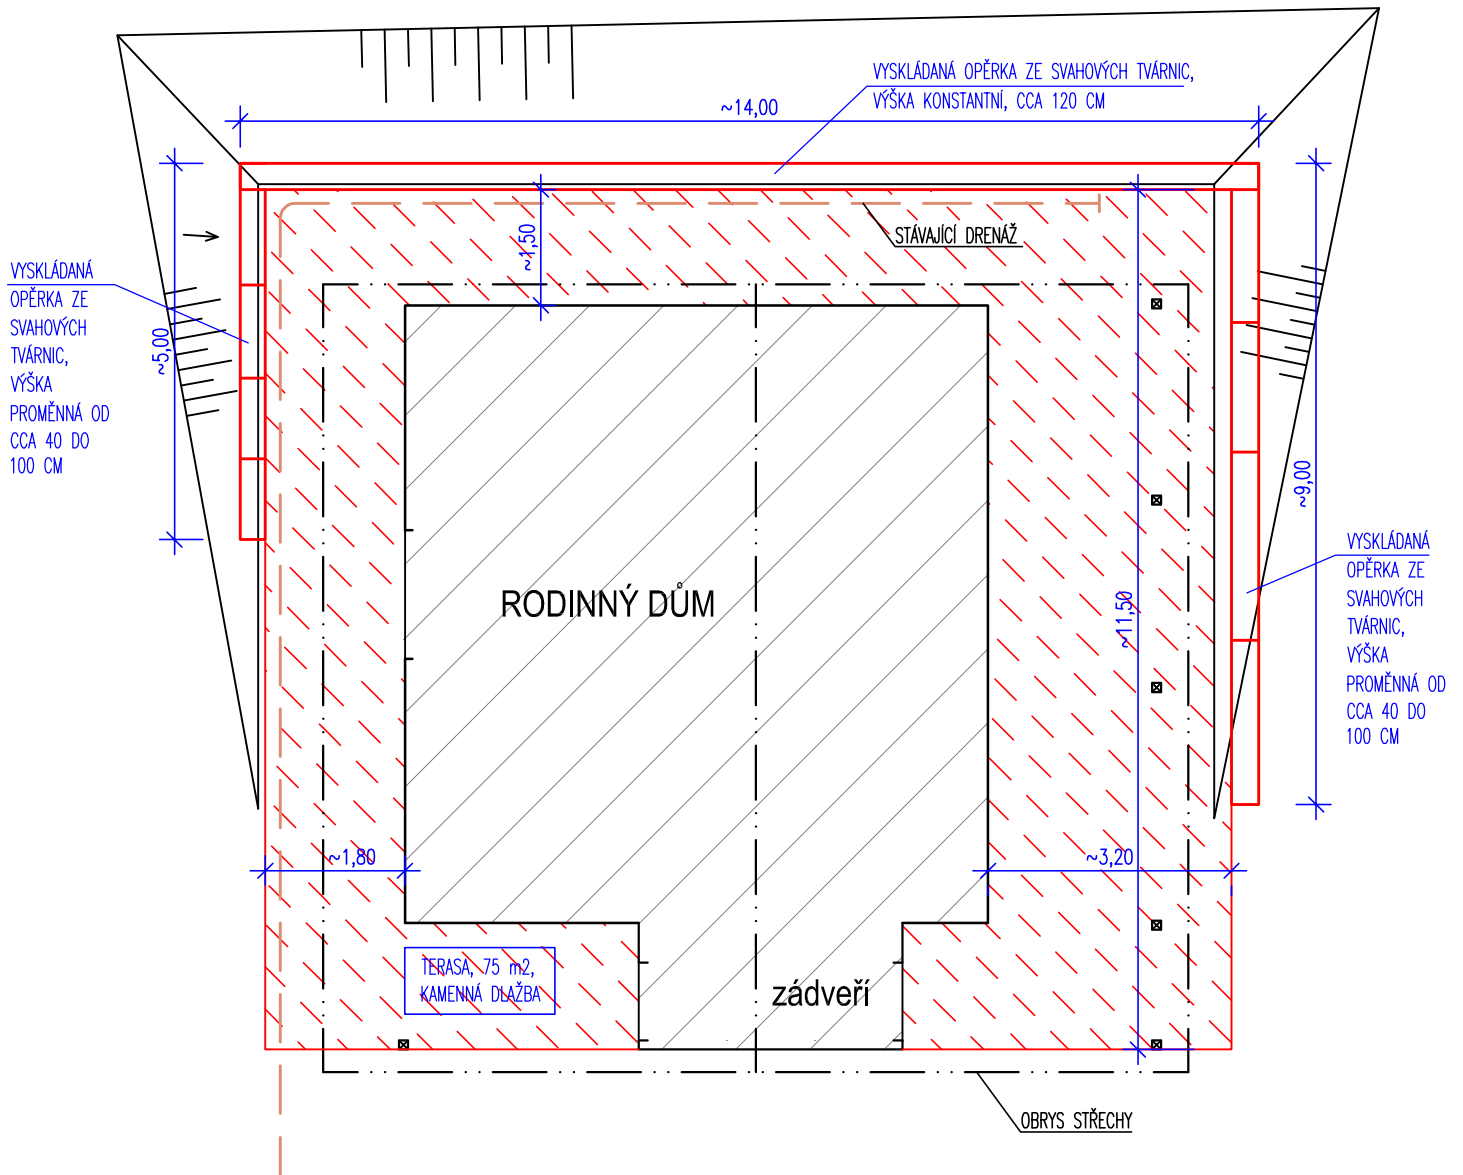 VYSKLÁDANÁ OPĚRKA ZE SVAHOVÝCH TVÁRNIC,
VÝŠKA KONSTANTNÍ, CCA 120 CM
~14,00
STÁVAJÍCÍ DRENÁŽ
~1,50
VYSKLÁDANÁ
OPĚRKA ZE
SVAHOVÝCH
TVÁRNIC,
VÝŠKA
PROMĚNNÁ OD
CCA 40 DO
100 CM
~5,00
~9,00
VYSKLÁDANÁ
OPĚRKA ZE
SVAHOVÝCH
TVÁRNIC,
VÝŠKA
PROMĚNNÁ OD
CCA 40 DO
100 CM
RODINNÝ DŮM
~11,50
~1,80
~3,20
TERASA, 75 m2,
KAMENNÁ DLAŽBA
zádveří
OBRYS STŘECHY